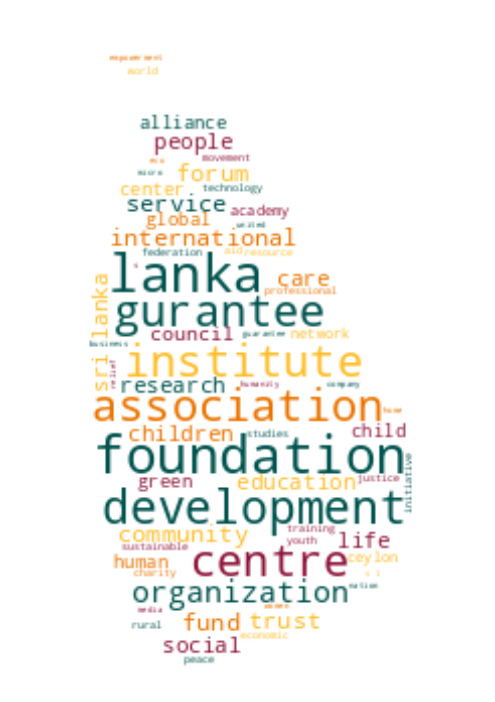 empowerment
world
alliance
people
eco movement
micro forum
center technology
service academy
global united
international
federation aid resource
lanka care
professional
gurantee
sri lanka
council guarantee network
business
institute
relief
research humanity company
association home
children studies child
foundation
green education justice
initiative
development
community training
youth life
sustainable
centre ceylon
human
charity
organization nation
media women
rural fund trust
economic
social
peace